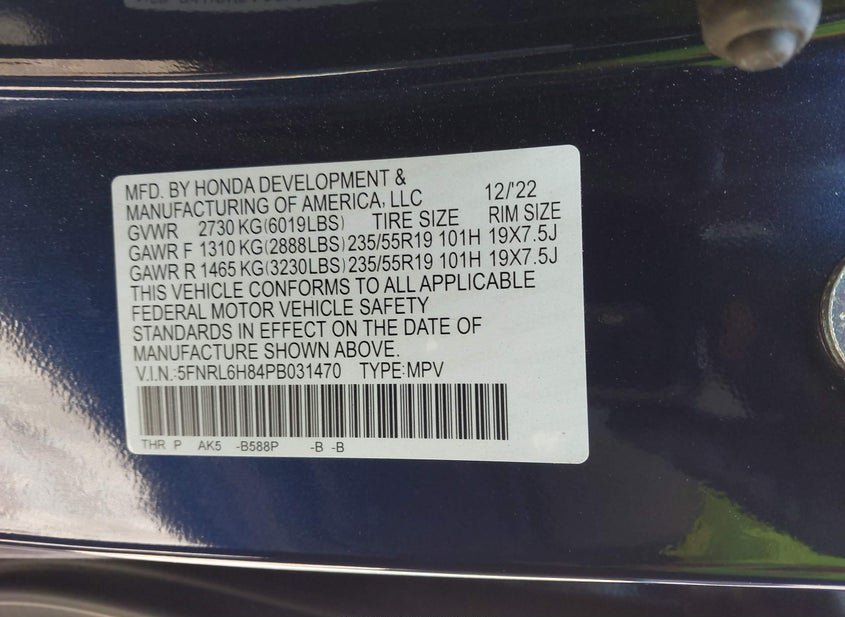 MFD. BY HONDA DEVELOPMENT &
MANUFACTURING OF AMERICA, LLC 12/'22
GVWR 2730 KG(6019LBS) TIRE SIZE RIM SIZE
GAWR F 1310 KG(2888LBS) 235/55R19 101H 19X7.5J
GAWR R 1465 KG(3230LBS) 235/55R19 101H 19X7.5J
THIS VEHICLE CONFORMS TO ALL APPLICABLE
FEDERAL MOTOR VEHICLE SAFETY
STANDARDS IN EFFECT ON THE DATE OF
MANUFACTURE SHOWN ABOVE.
V.I.N.:5FNRL6H84PB031470 TYPE:MPV
THR P AK5 -B588P -B -B